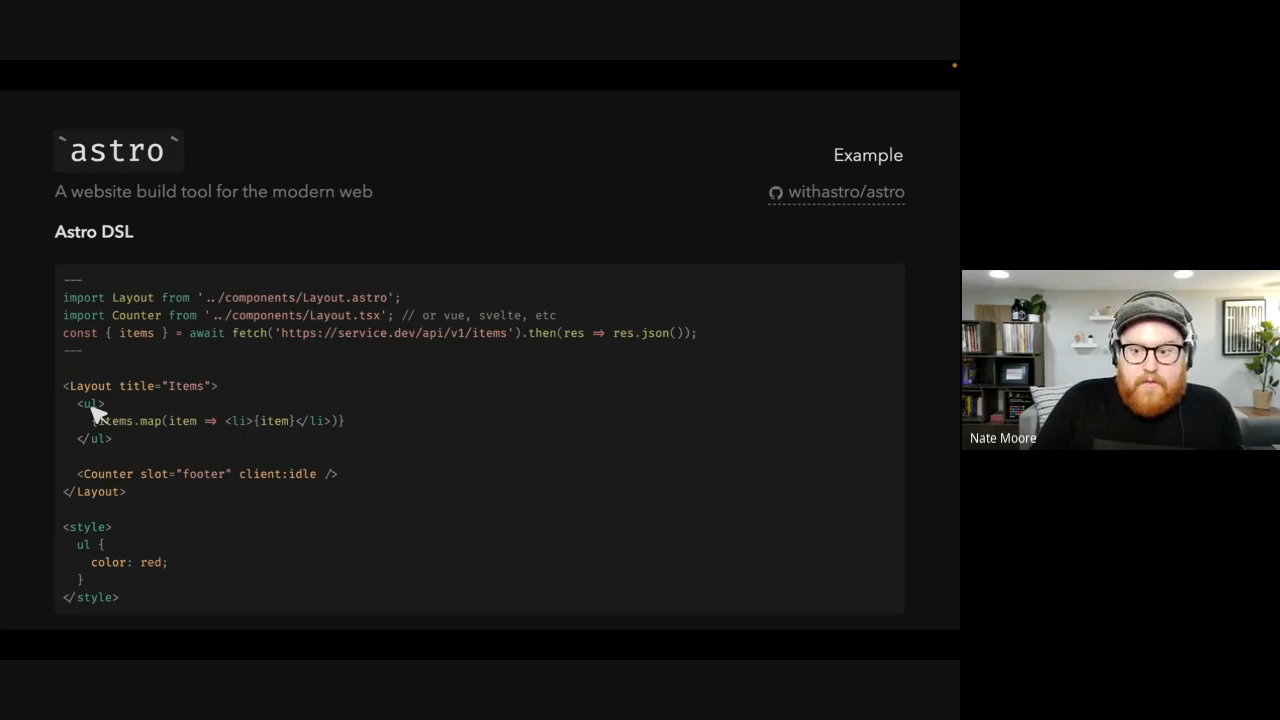 `astro`
Example
A website build tool for the modern web
withastro/astro
Astro DSL
---
import Layout from '../components/Layout.astro';
import Counter from '../components/Layout.tsx'; // or vue, svelte, etc
const { items } = await fetch('https://service.dev/api/v1/items').then(res => res.json());
---
<Layout title="Items">
<ul>
{items.map(item => <li>{item}</li>)}
</ul>
<Counter slot="footer" client:idle />
</Layout>
<style>
ul {
color: red;
}
</style>
Nate Moore